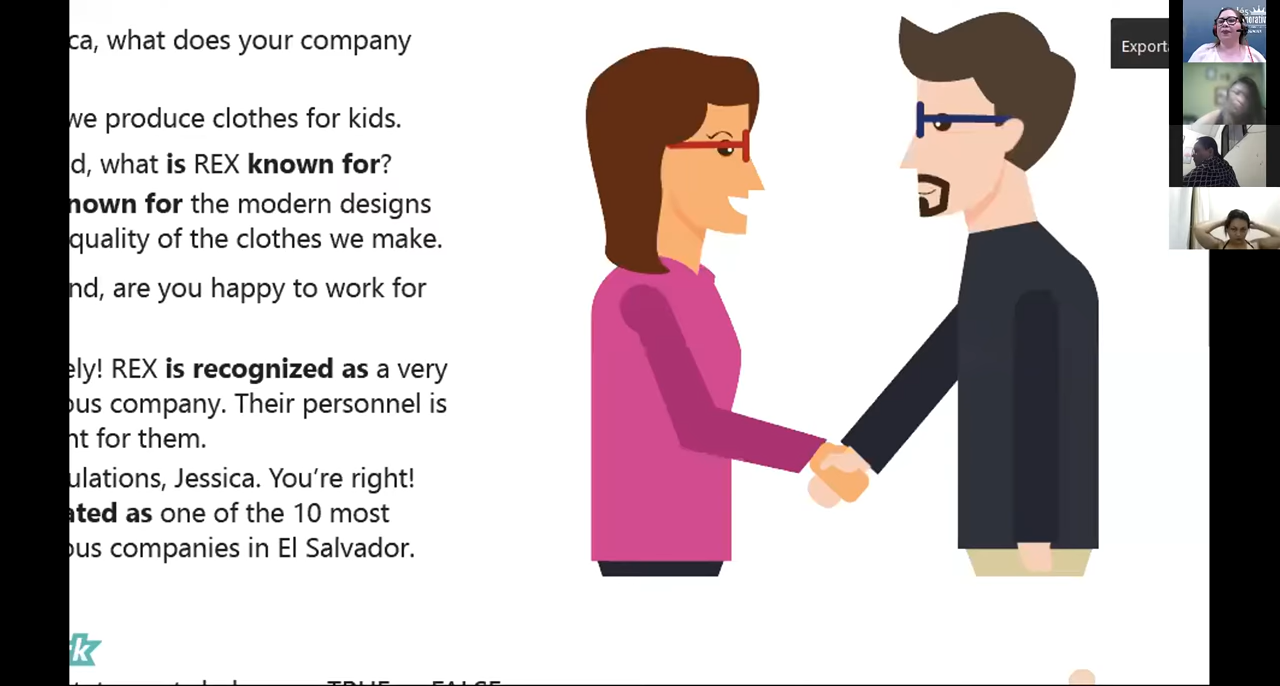 ca, what does your company
we produce clothes for kids.
d, what is REX known for?
nown for the modern designs
quality of the clothes we make.
nd, are you happy to work for
ely! REX is recognized as a very
ous company. Their personnel is
nt for them.
ulations, Jessica. You're right!
ated as one of the 10 most
ous companies in El Salvador.
k
TRUE
FALSE
Exporta